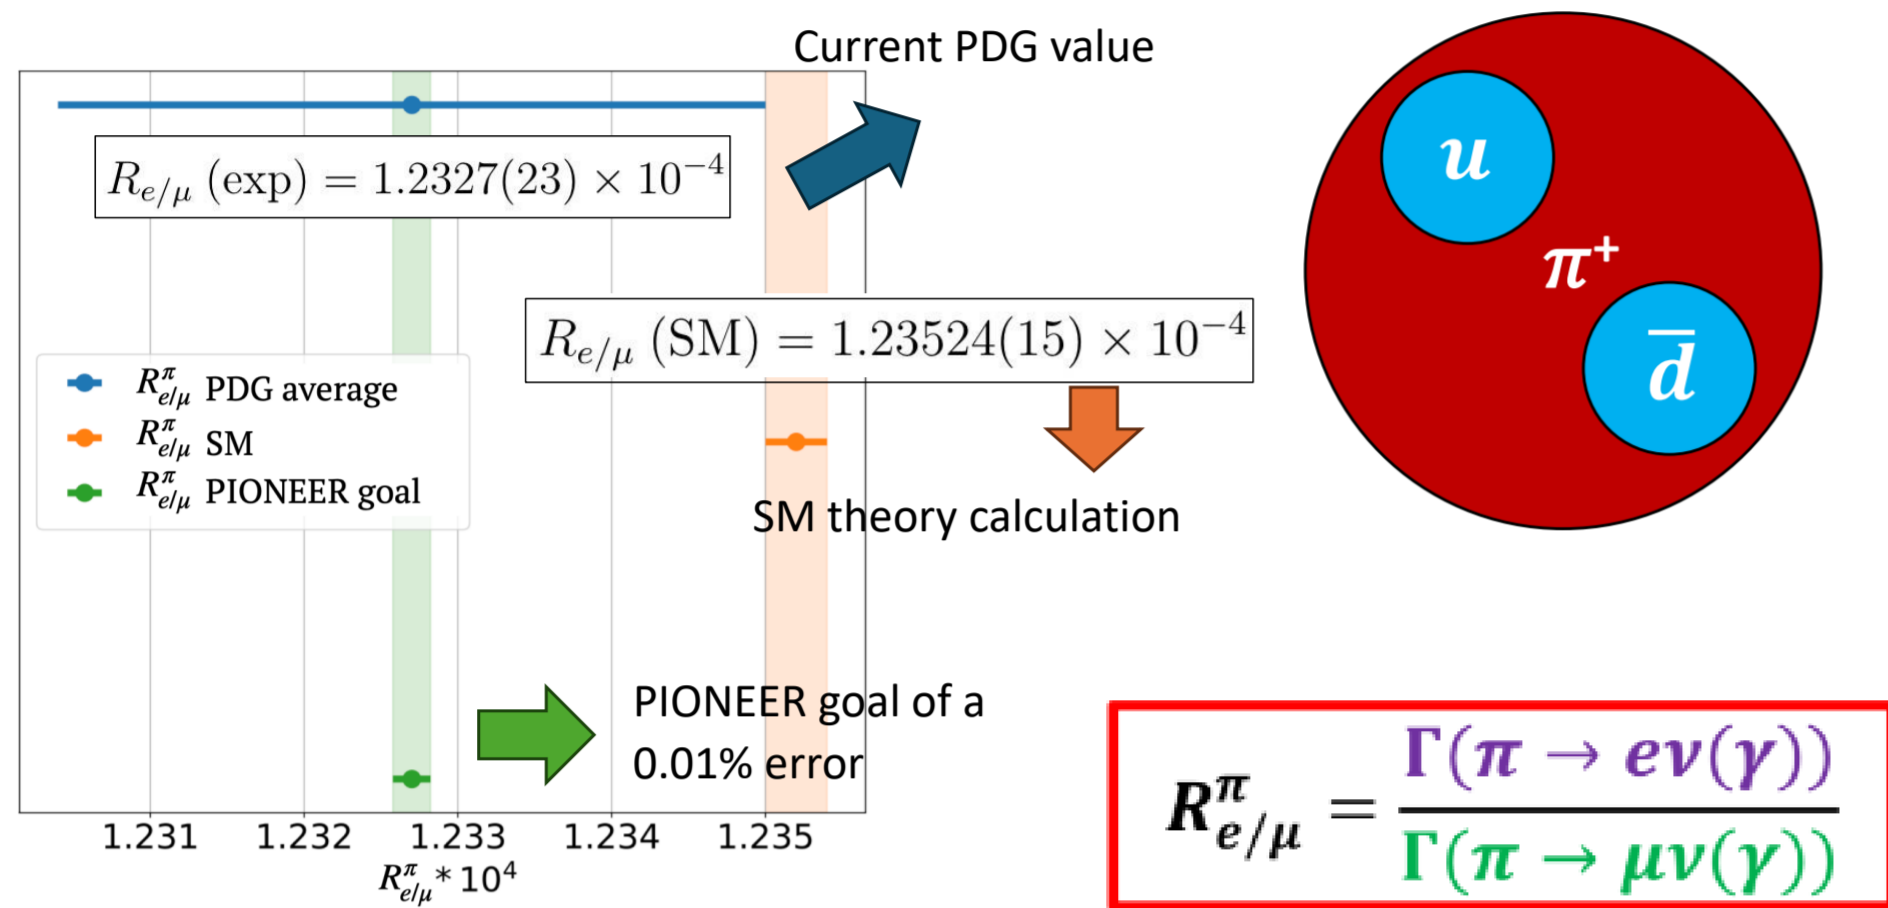 Current PDG value
R_{e/μ} (exp) = 1.2327(23) × 10^{−4}
u
π^+
d̅
R_{e/μ} (SM) = 1.23524(15) × 10^{−4}
R^π_{e/μ} PDG average
R^π_{e/μ} SM
R^π_{e/μ} PIONEER goal
SM theory calculation
PIONEER goal of a
0.01% error
1.231 1.232 1.233 1.234 1.235
R^π_{e/μ} * 10^4
R^π_{e/μ} = Γ(π → eν(γ))
Γ(π → μν(γ))